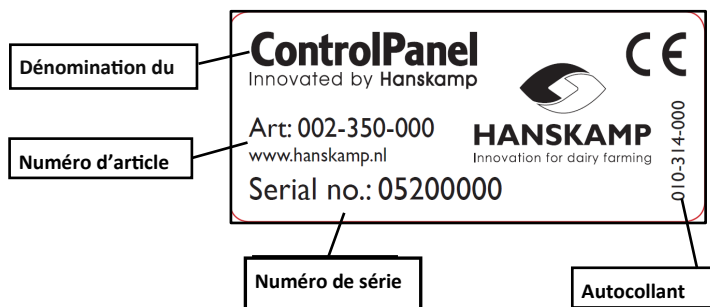 Dénomination du
ControlPanel
Innovated by Hanskamp
CE
Numéro d'article
Art: 002-350-000
www.hanskamp.nl
HANSKAMP
Innovation for dairy farming
010-314-000
Serial no.: 05200000
Numéro de série
Autocollant